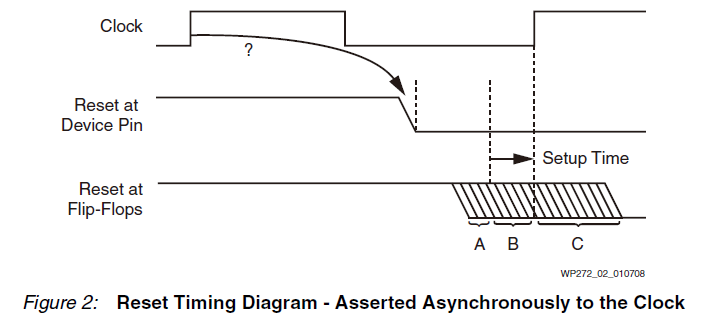 Clock
?
Reset at
Device Pin
Setup Time
Reset at
Flip-Flops
A B C
WP272_02_010708
Figure 2: Reset Timing Diagram - Asserted Asynchronously to the Clock